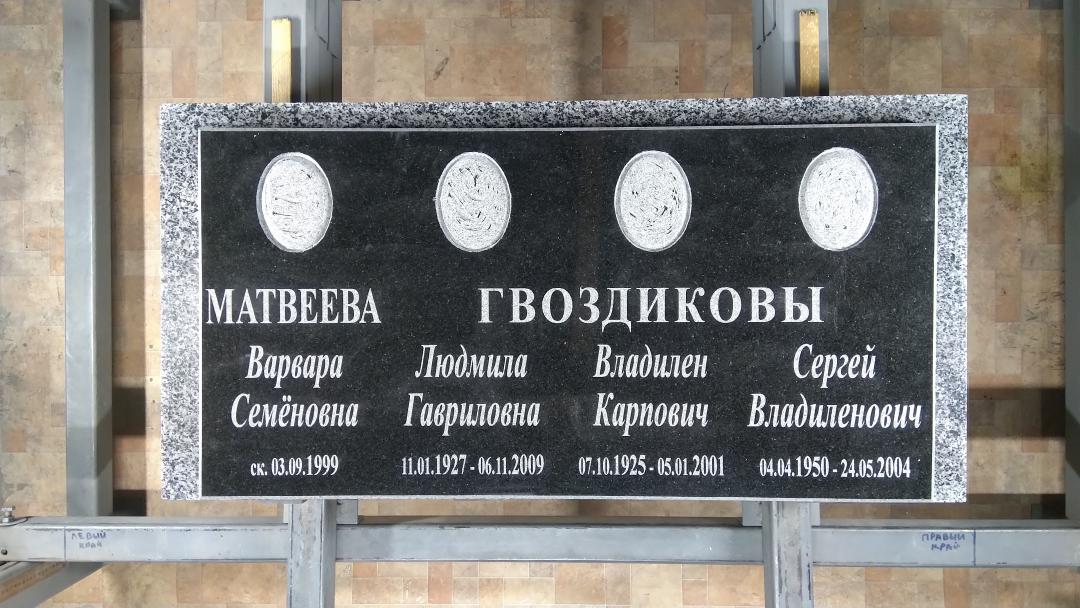 МАТВЕЕВА
Варвара
Семёновна
ск. 03.09.1999
ГВОЗДИКОВЫ
Людмила
Гавриловна
11.01.1927 - 06.11.2009
Владилен
Карпович
07.10.1925 - 05.01.2001
Сергей
Владиленович
04.04.1950 - 24.05.2004
ЛЕВЫЙ
КРАЙ
ПРАВЫЙ
КРАЙ